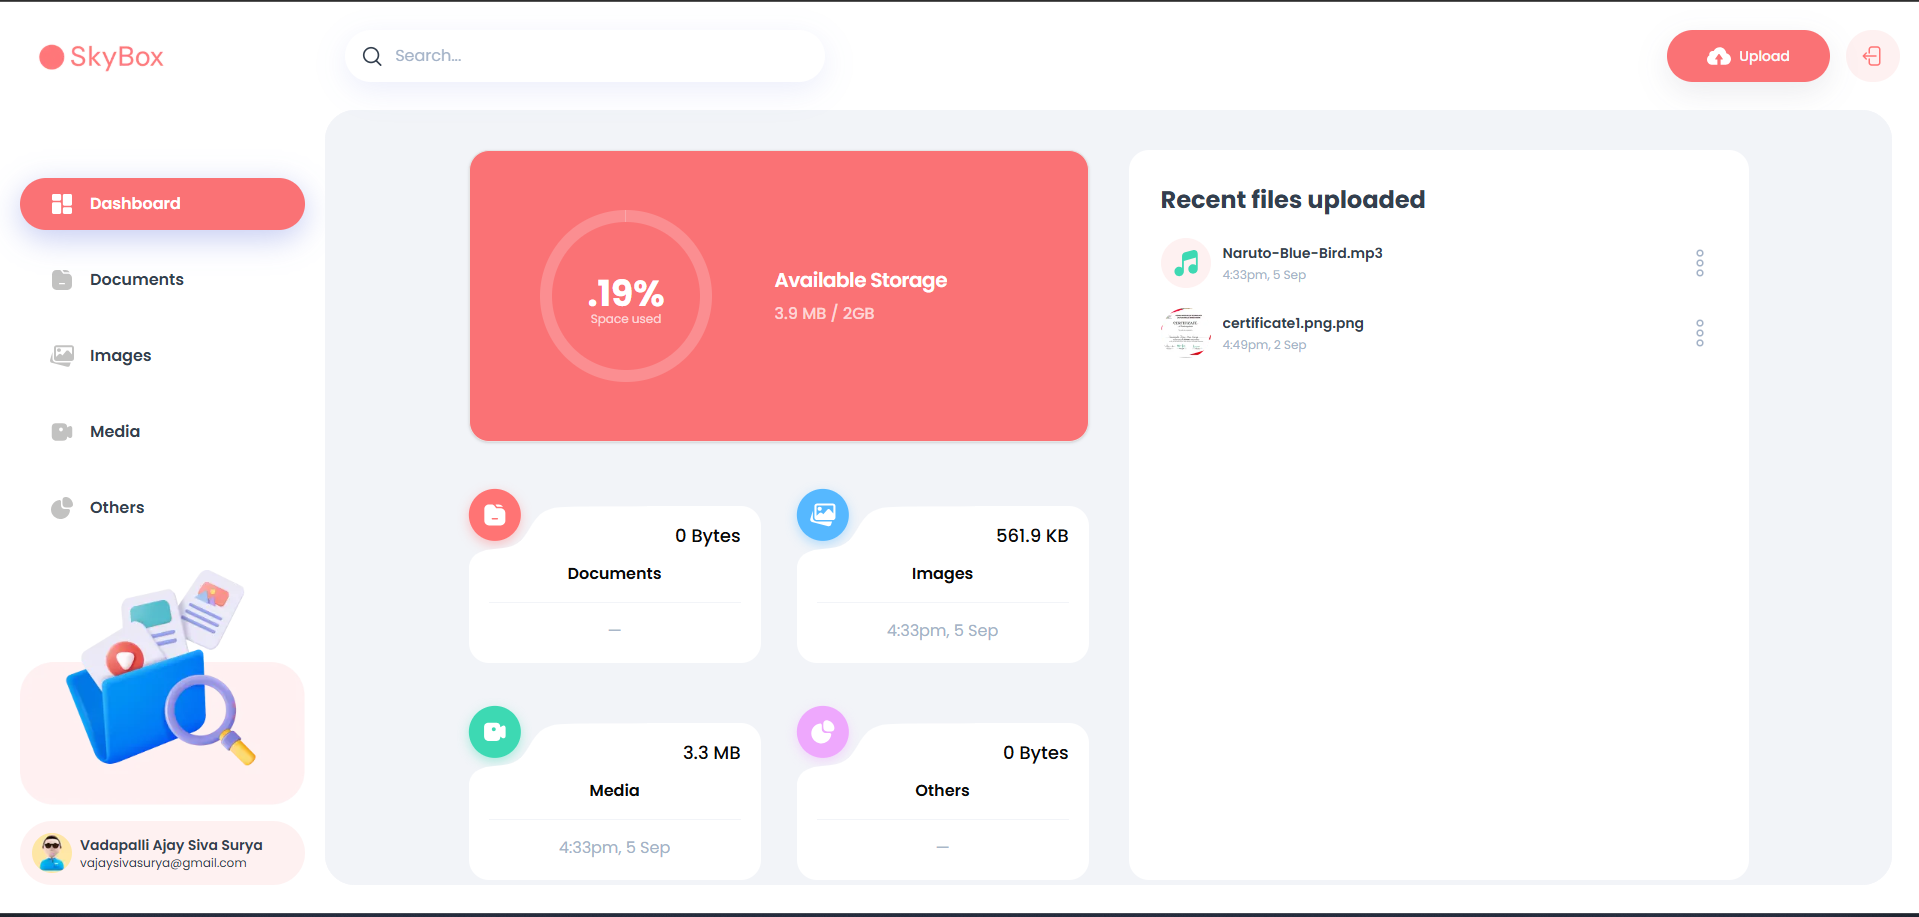 SkyBox
Search...
Upload
Dashboard
Documents
Images
Media
Others
Vadapalli Ajay Siva Surya
vajaysivasurya@gmail.com
.19%
Space used
Available Storage
3.9 MB / 2GB
0 Bytes
Documents
—
561.9 KB
Images
4:33pm, 5 Sep
3.3 MB
Media
4:33pm, 5 Sep
0 Bytes
Others
—
Recent files uploaded
Naruto-Blue-Bird.mp3
4:33pm, 5 Sep
CERTIFICATE
certificate1.png.png
4:49pm, 2 Sep